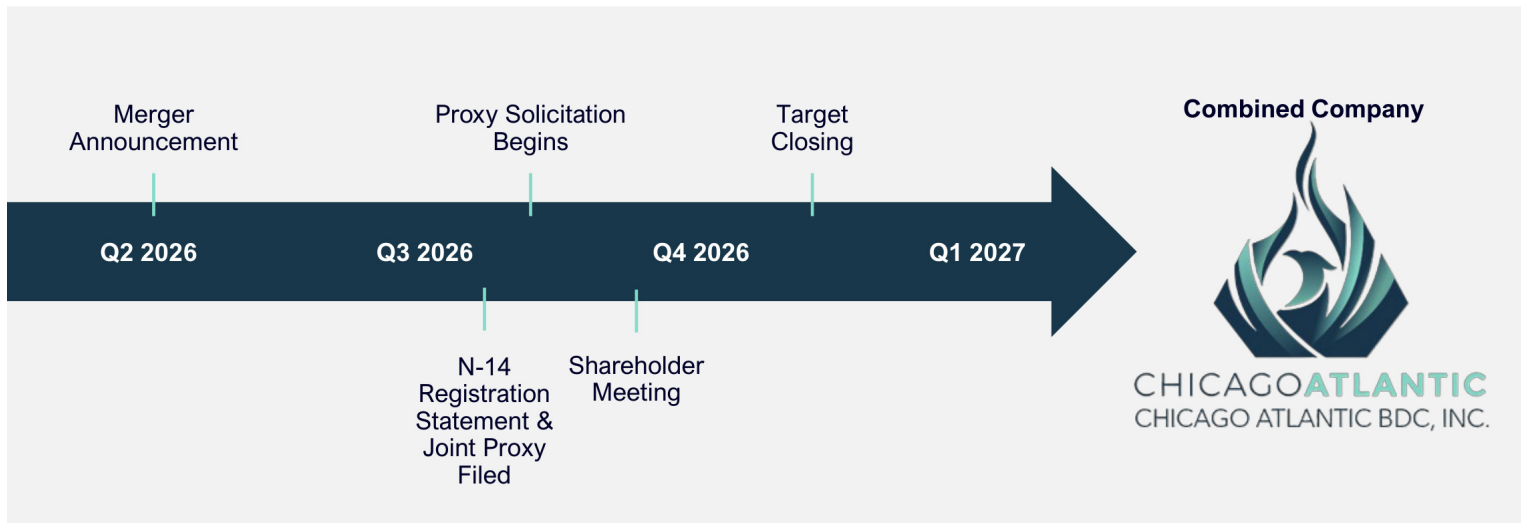 Merger
Announcement
Proxy Solicitation
Begins
Target
Closing
Combined Company
Q2 2026
Q3 2026
Q4 2026
Q1 2027
N-14
Registration
Statement &
Joint Proxy
Filed
Shareholder
Meeting
CHICAGOATLANTIC
CHICAGO ATLANTIC BDC, INC.